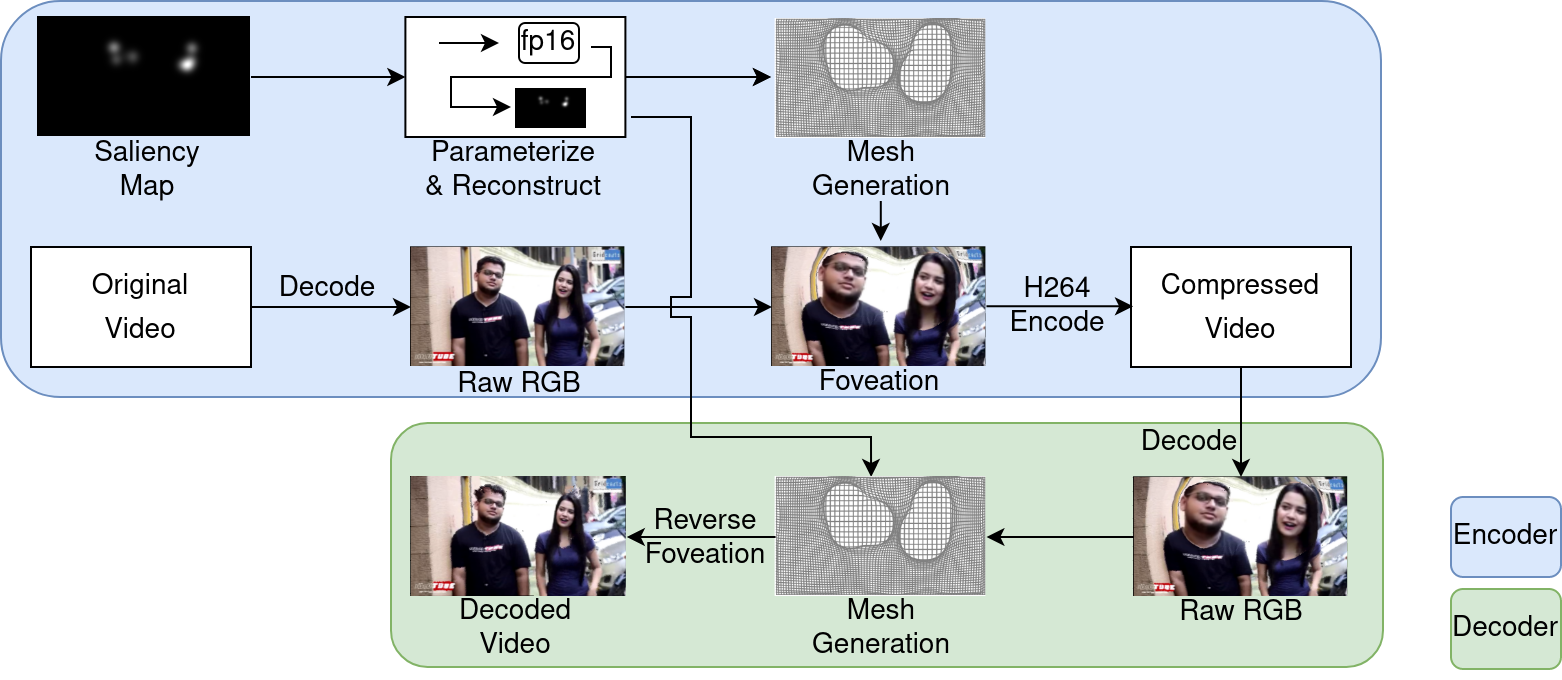 fp16
Saliency
Map
Parameterize
& Reconstruct
Mesh
Generation
Original
Video
Decode
Raw RGB
Foveation
H264
Encode
Compressed
Video
Decode
Decoded
Video
Reverse
Foveation
Mesh
Generation
Raw RGB
Encoder
Decoder